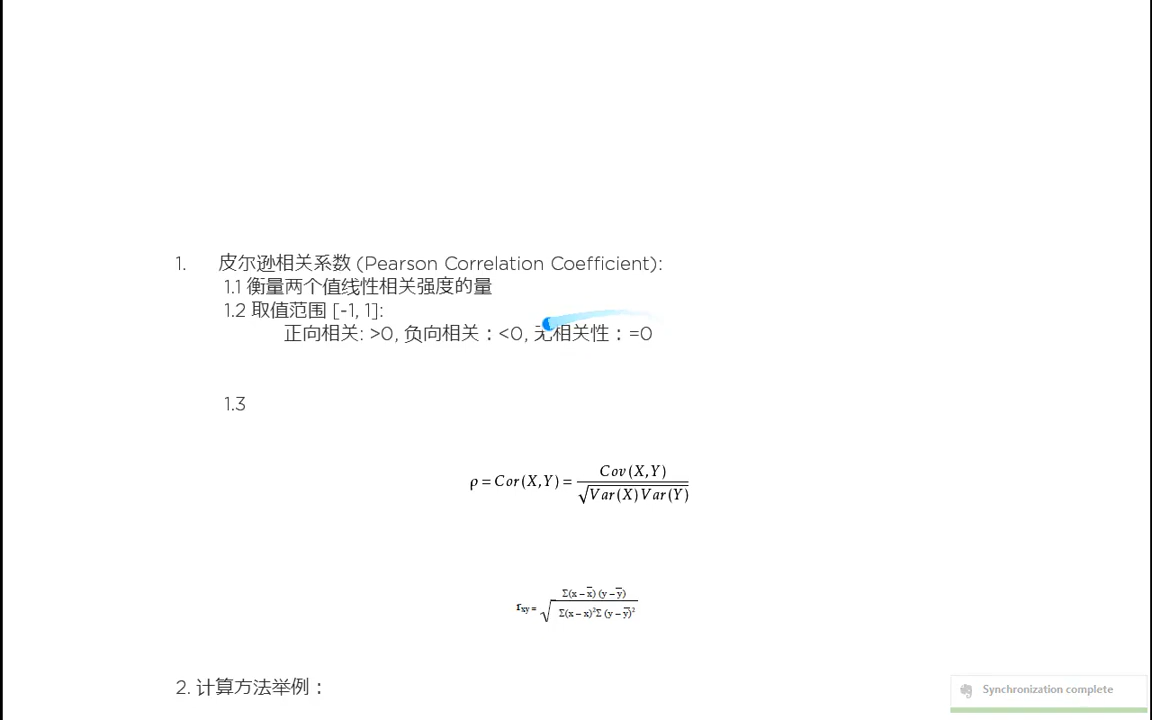 1. 皮尔逊相关系数 (Pearson Correlation Coefficient):
1.1 衡量两个值线性相关强度的量
1.2 取值范围 [-1, 1]:
正向相关: >0, 负向相关：<0, 无相关性：=0
1.3
ρ = Cor(X,Y) = Cov(X,Y) / √Var(X)Var(Y)
r_xy = Σ(x − x̅)(y − y̅) / √Σ(x − x)²Σ(y − y̅)²
2. 计算方法举例：
Synchronization complete